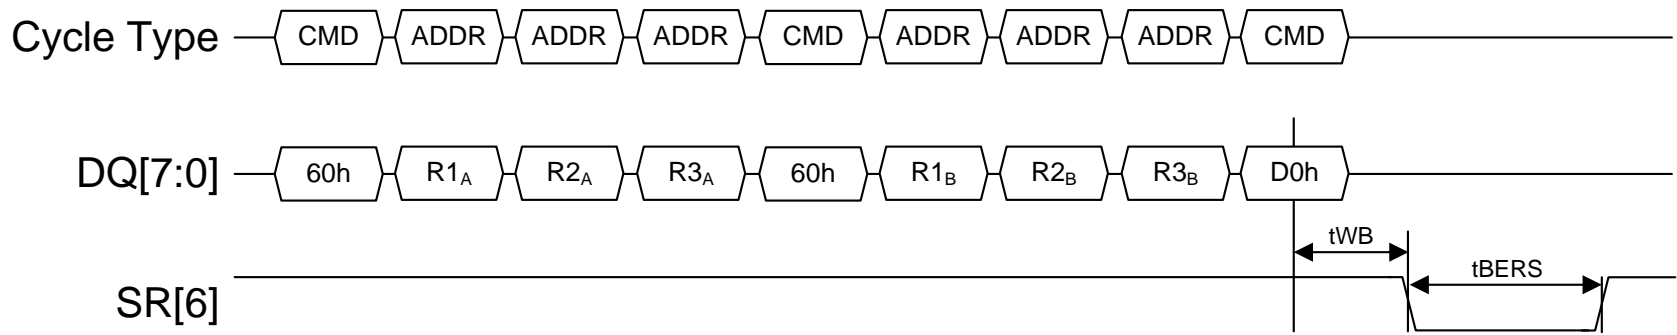 Cycle Type CMD ADDR ADDR ADDR CMD ADDR ADDR ADDR CMD
DQ[7:0] 60h R1A R2A R3A 60h R1B R2B R3B D0h
tWB
tBERS
SR[6]